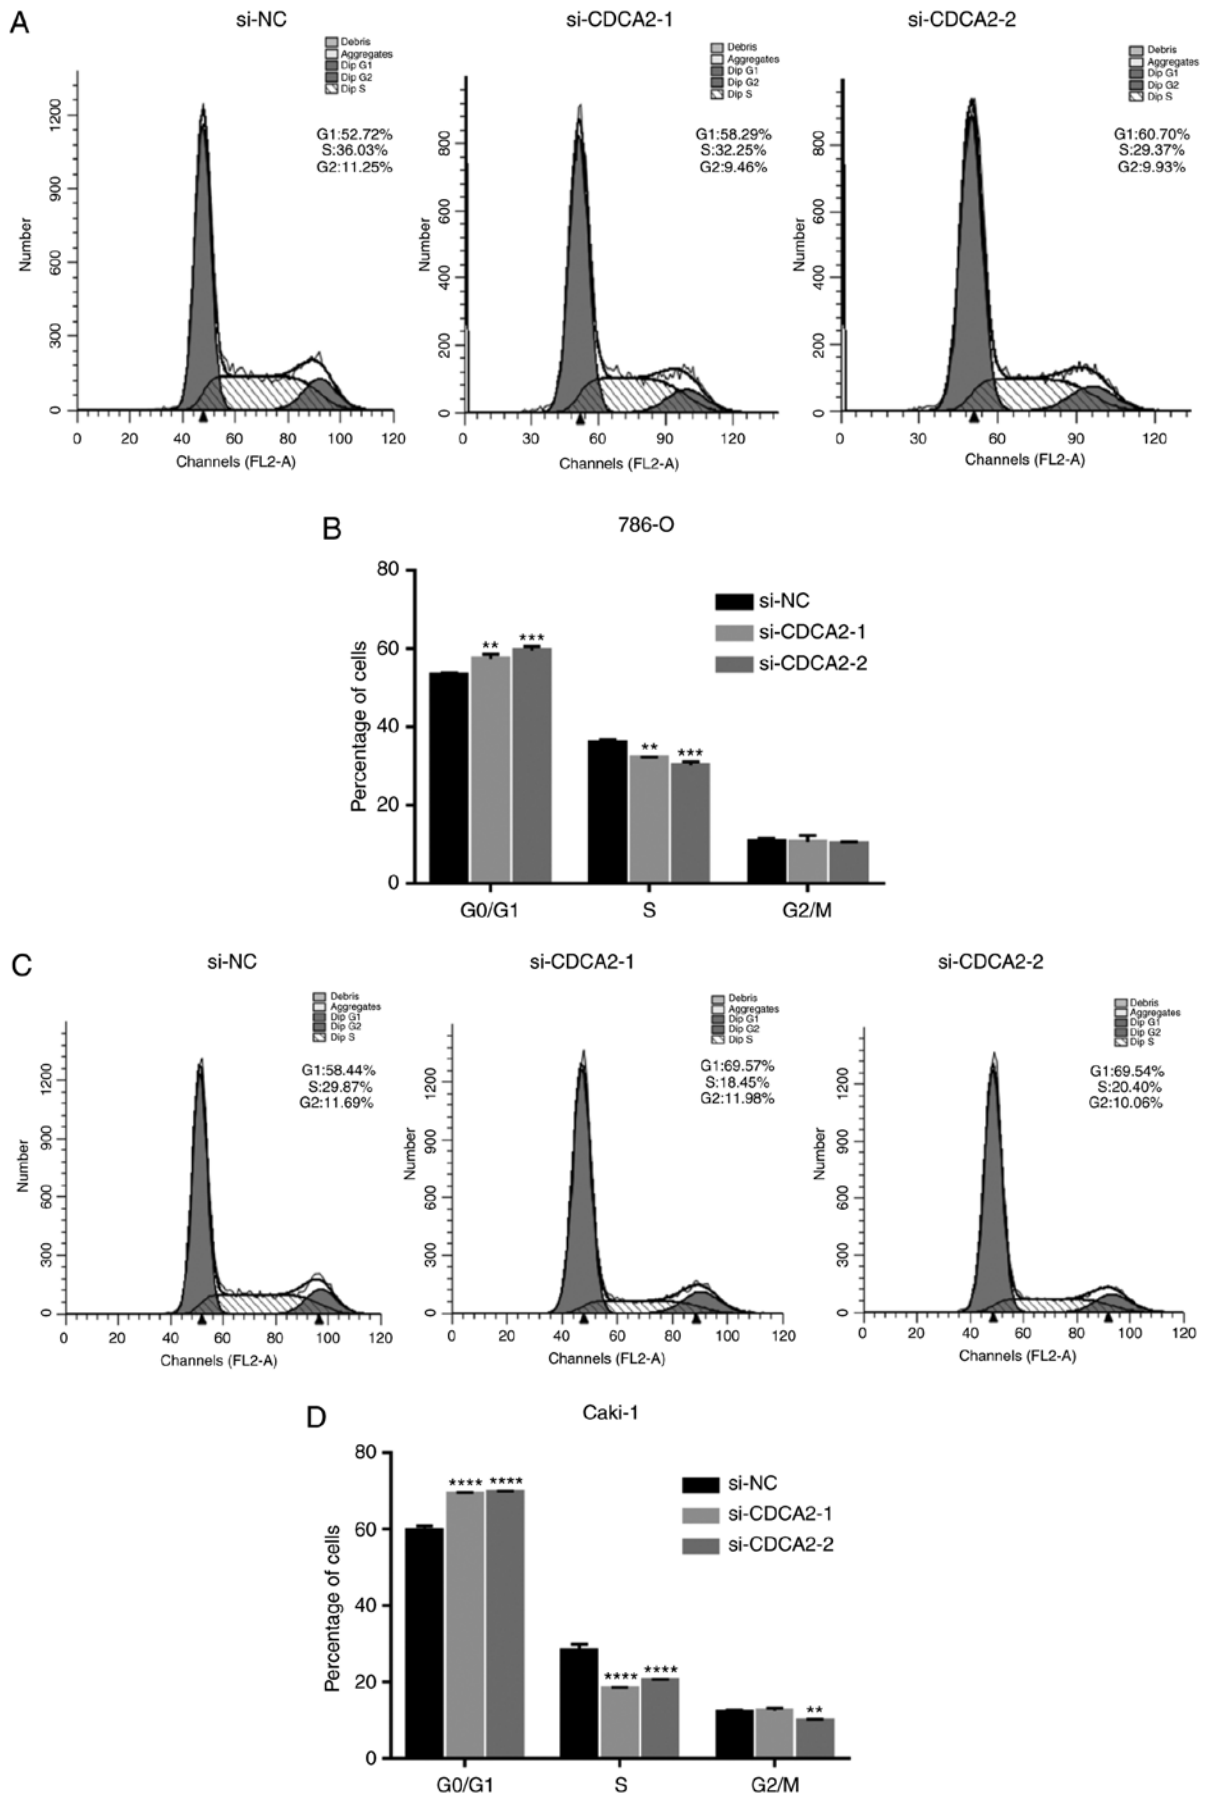 A
si-NC
si-CDCA2-1
si-CDCA2-2
Debris
Aggregates
Dip G1
Dip G2
Dip S
G1:52.72%
S:36.03%
G2:11.25%
Number
1200
900
600
300
0
0 20 40 60 80 100 120
Channels (FL2-A)
Debris
Aggregates
Dip G1
Dip G2
Dip S
G1:58.29%
S:32.25%
G2:9.46%
Number
800
600
400
200
0
0 30 60 90 120
Channels (FL2-A)
Debris
Aggregates
Dip G1
Dip G2
Dip S
G1:60.70%
S:29.37%
G2:9.93%
Number
800
600
400
200
0
0 30 60 90 120
Channels (FL2-A)
B
786-O
Percentage of cells
80
60
40
20
0
si-NC
si-CDCA2-1
si-CDCA2-2
** ***
** ***
G0/G1 S G2/M
C
si-NC
si-CDCA2-1
si-CDCA2-2
Debris
Aggregates
Dip G1
Dip G2
Dip S
G1:58.44%
S:29.87%
G2:11.69%
Number
1200
900
600
300
0
0 20 40 60 80 100 120
Channels (FL2-A)
Debris
Aggregates
Dip G1
Dip G2
Dip S
G1:69.57%
S:18.45%
G2:11.98%
Number
1200
900
600
300
0
0 20 40 60 80 100 120
Channels (FL2-A)
Debris
Aggregates
Dip G1
Dip G2
Dip S
G1:69.54%
S:20.40%
G2:10.06%
Number
1200
900
600
300
0
0 20 40 60 80 100 120
Channels (FL2-A)
D
Caki-1
Percentage of cells
80
60
40
20
0
si-NC
si-CDCA2-1
si-CDCA2-2
**** ****
**** ****
**
G0/G1 S G2/M